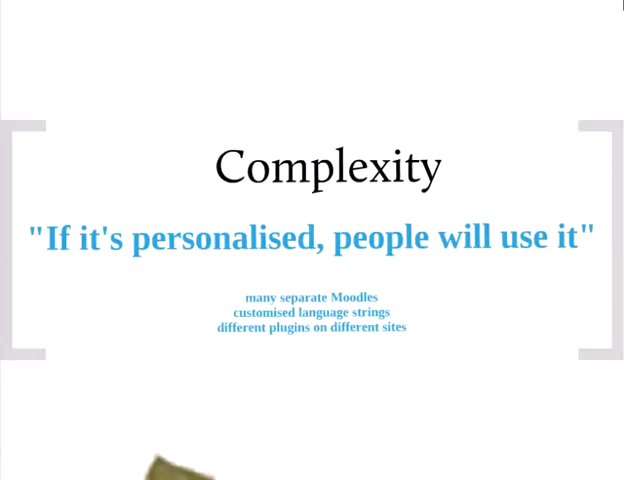 Complexity
"If it's personalised, people will use it"
many separate Moodles
customised language strings
different plugins on different sites